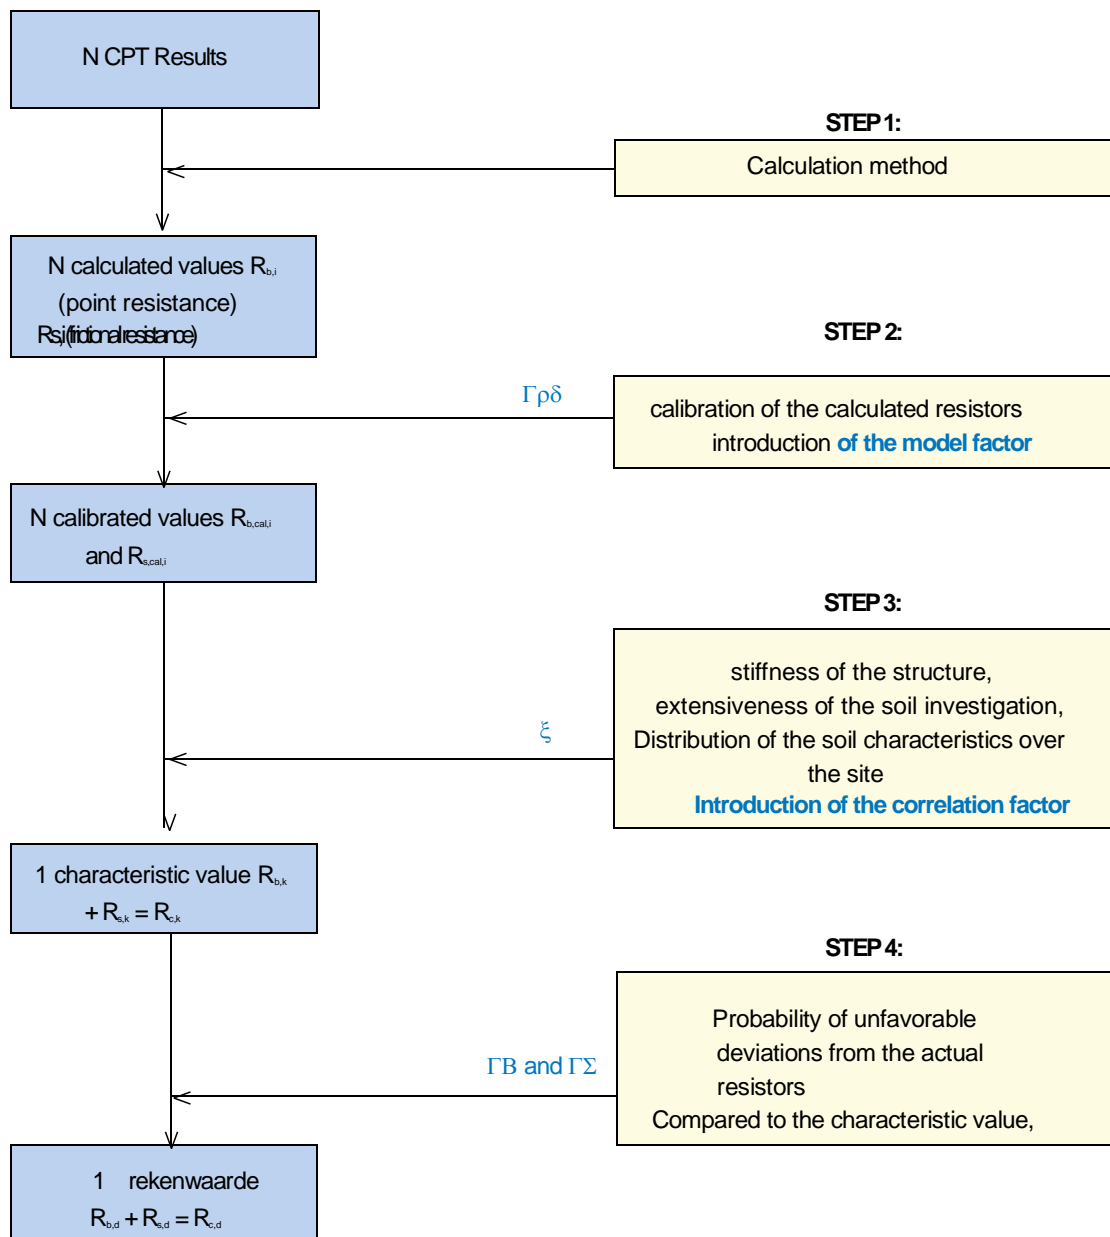 N CPT Results
STEP 1:
Calculation method
N calculated values Rb,i
(point resistance)
Rs,i (frictional resistance)
STEP 2:
Γρδ
calibration of the calculated resistors
introduction of the model factor
N calibrated values Rb,cal,i
and Rs,cal,i
STEP 3:
stiffness of the structure,
extensiveness of the soil investigation,
Distribution of the soil characteristics over
the site
Introduction of the correlation factor
ξ
1 characteristic value Rb,k
+ Rs,k = Rc,k
STEP 4:
Probability of unfavorable
deviations from the actual
resistors
Compared to the characteristic value,
ΓΒ and ΓΣ
1 rekenwaarde
Rb,d + Rs,d = Rc,d